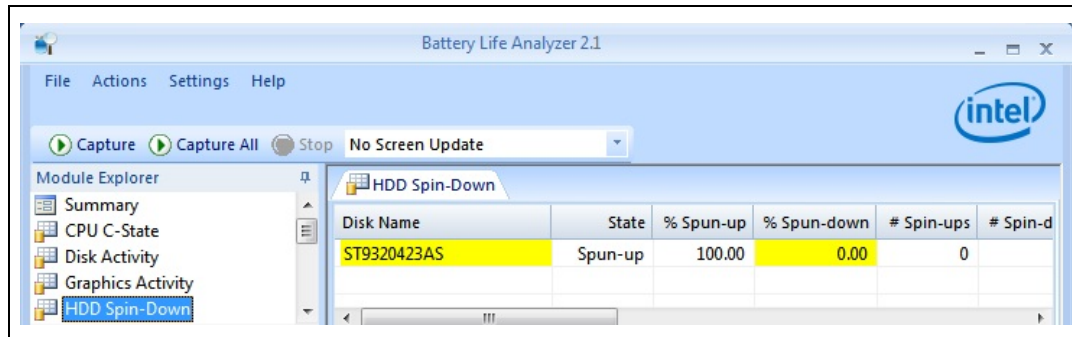 Battery Life Analyzer 2.1
File Actions Settings Help
intel
Capture Capture All Stop No Screen Update
Module Explorer
Summary
CPU C-State
Disk Activity
Graphics Activity
HDD Spin-Down
HDD Spin-Down
Disk Name State % Spun-up % Spun-down # Spin-ups # Spin-d
ST9320423AS Spun-up 100.00 0.00 0